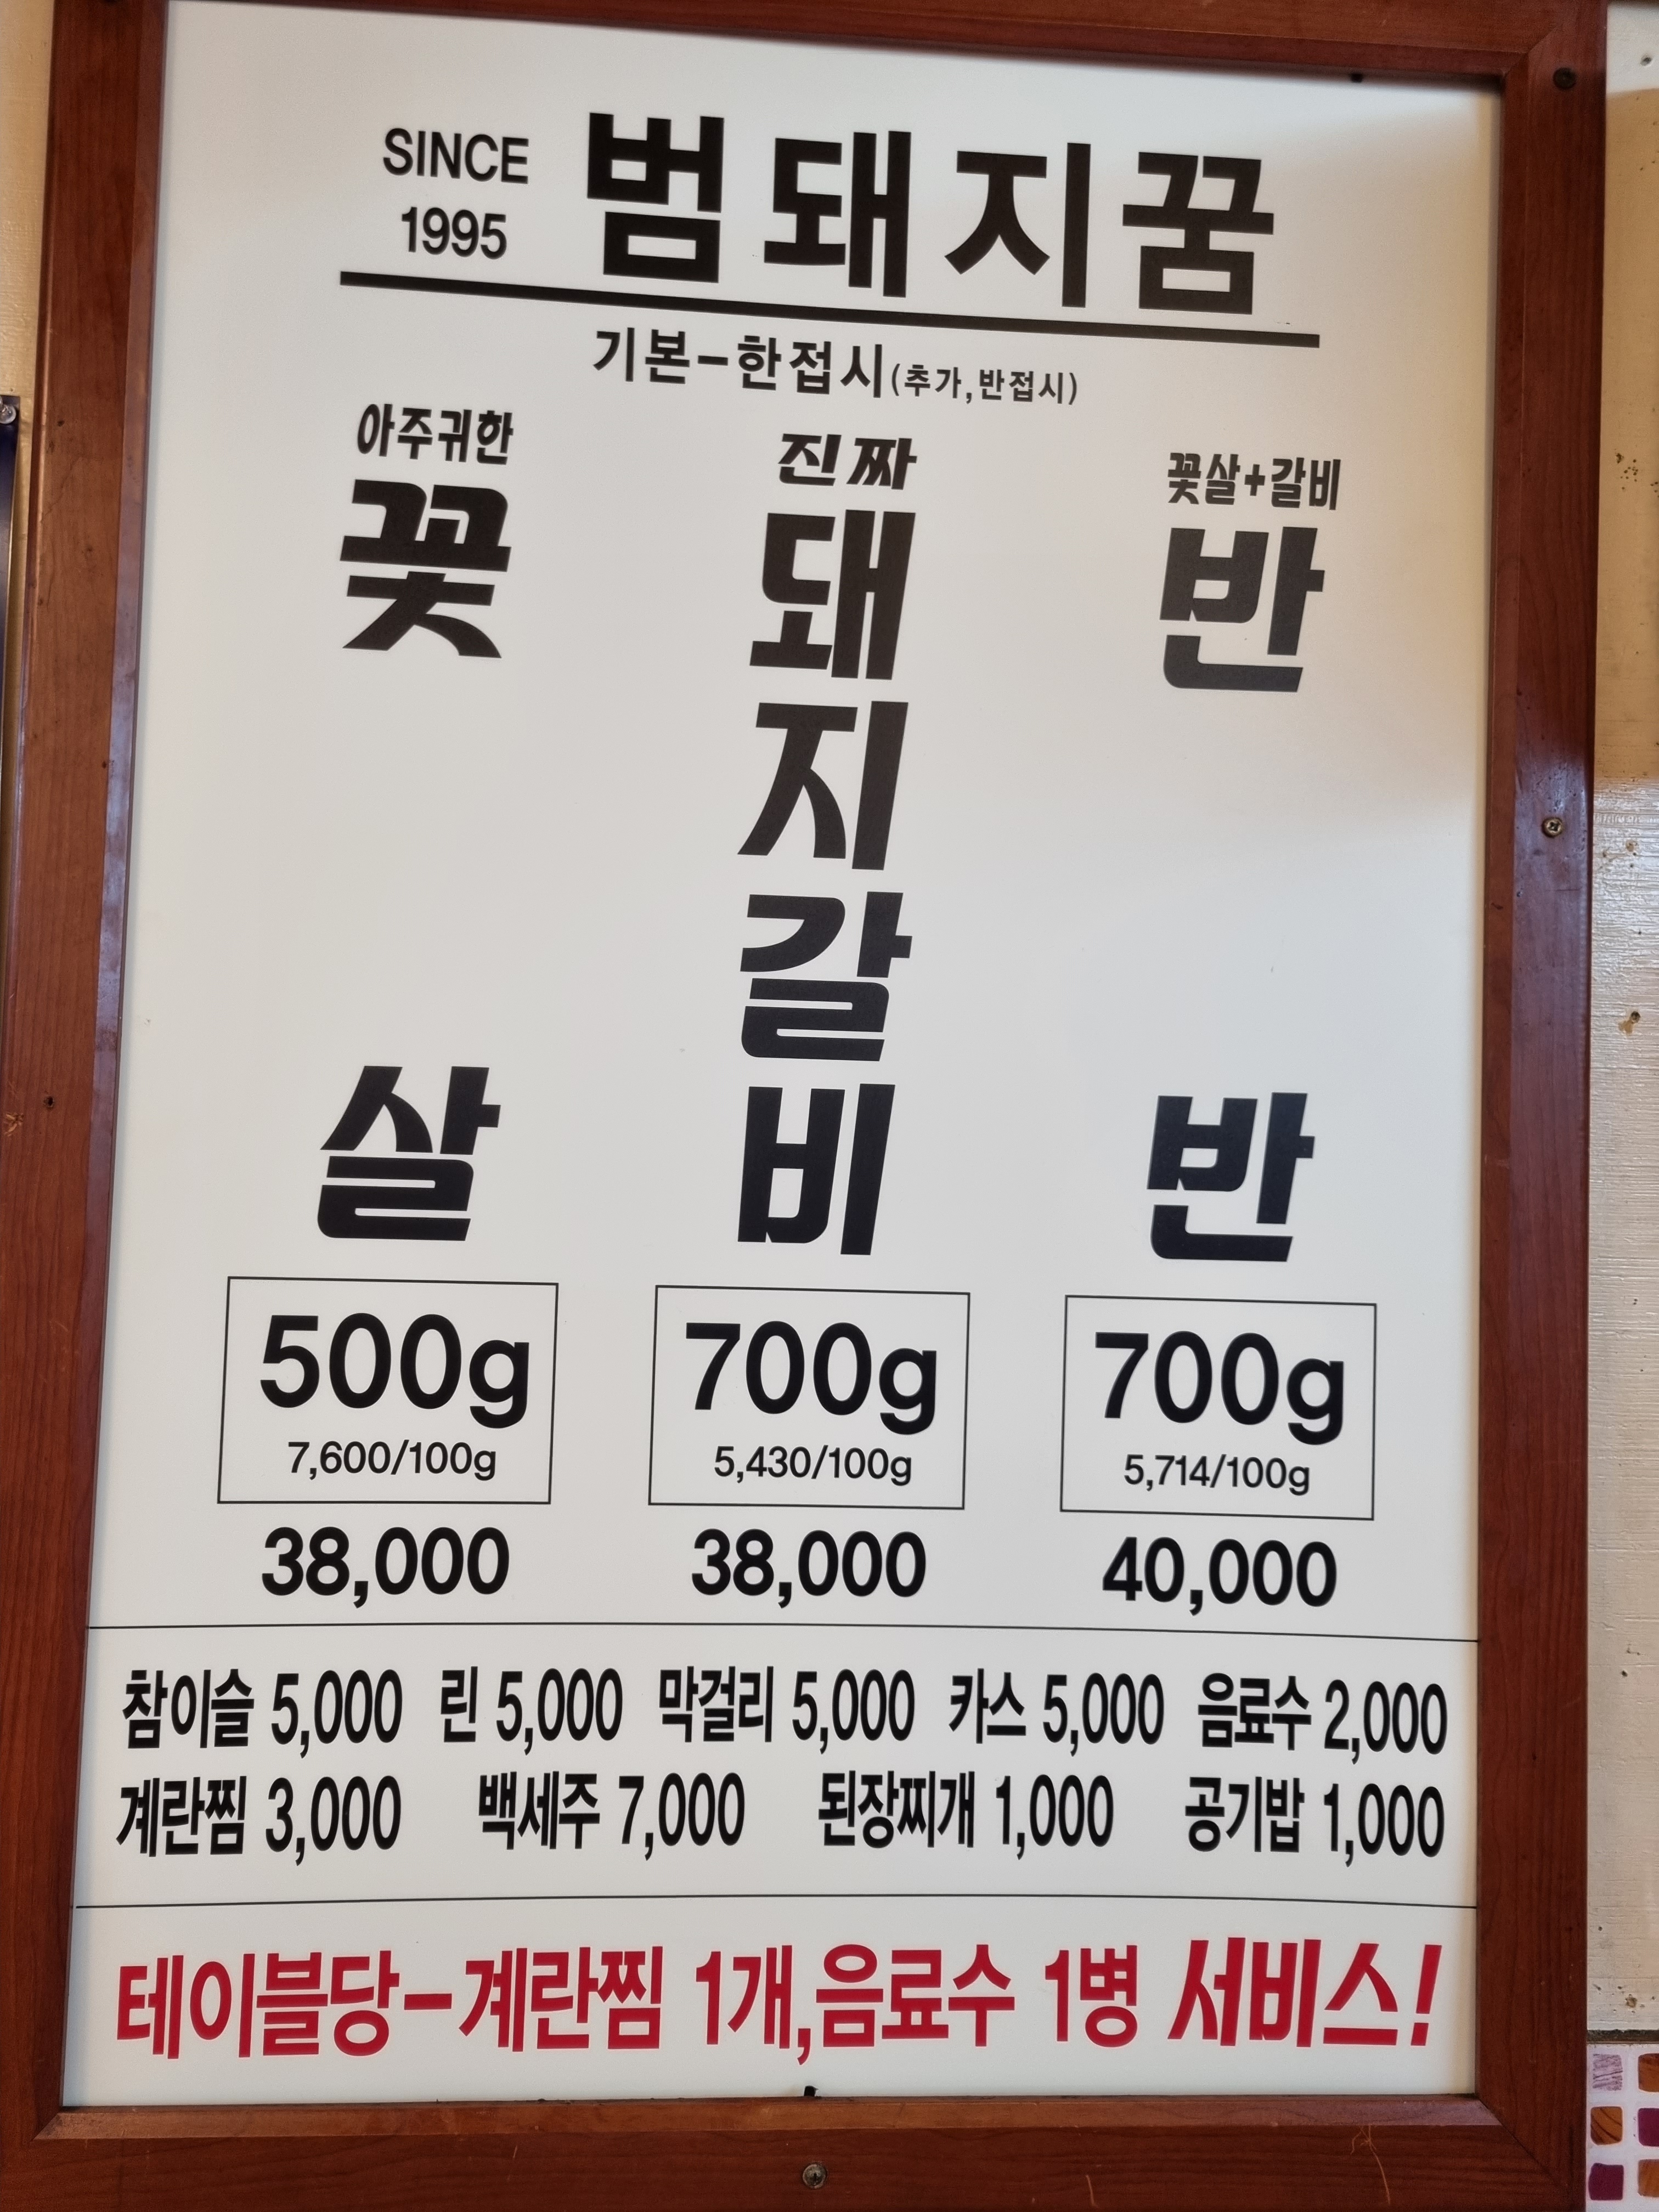 SINCE 1995 범돼지꿈
기본-한접시(추가,반접시)
아주귀한
꽃살
500g
7,600/100g
38,000
진짜
돼지갈비
700g
5,430/100g
38,000
꽃살+갈비
반반
700g
5,714/100g
40,000
참이슬 5,000 린 5,000 막걸리 5,000 카스 5,000 음료수 2,000
계란찜 3,000 백세주 7,000 된장찌개 1,000 공기밥 1,000
테이블당-계란찜 1개,음료수 1병 서비스!